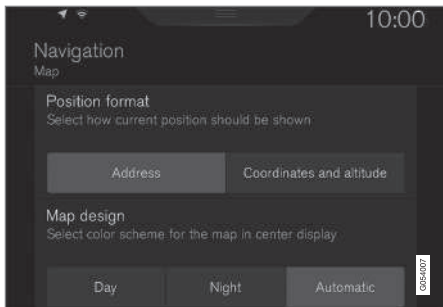 10:00
Navigation
Map
Position format
Select how current position should be shown
Address
Coordinates and altitude
Map design
Select color scheme for the map in center display
Day
Night
Automatic
G054007